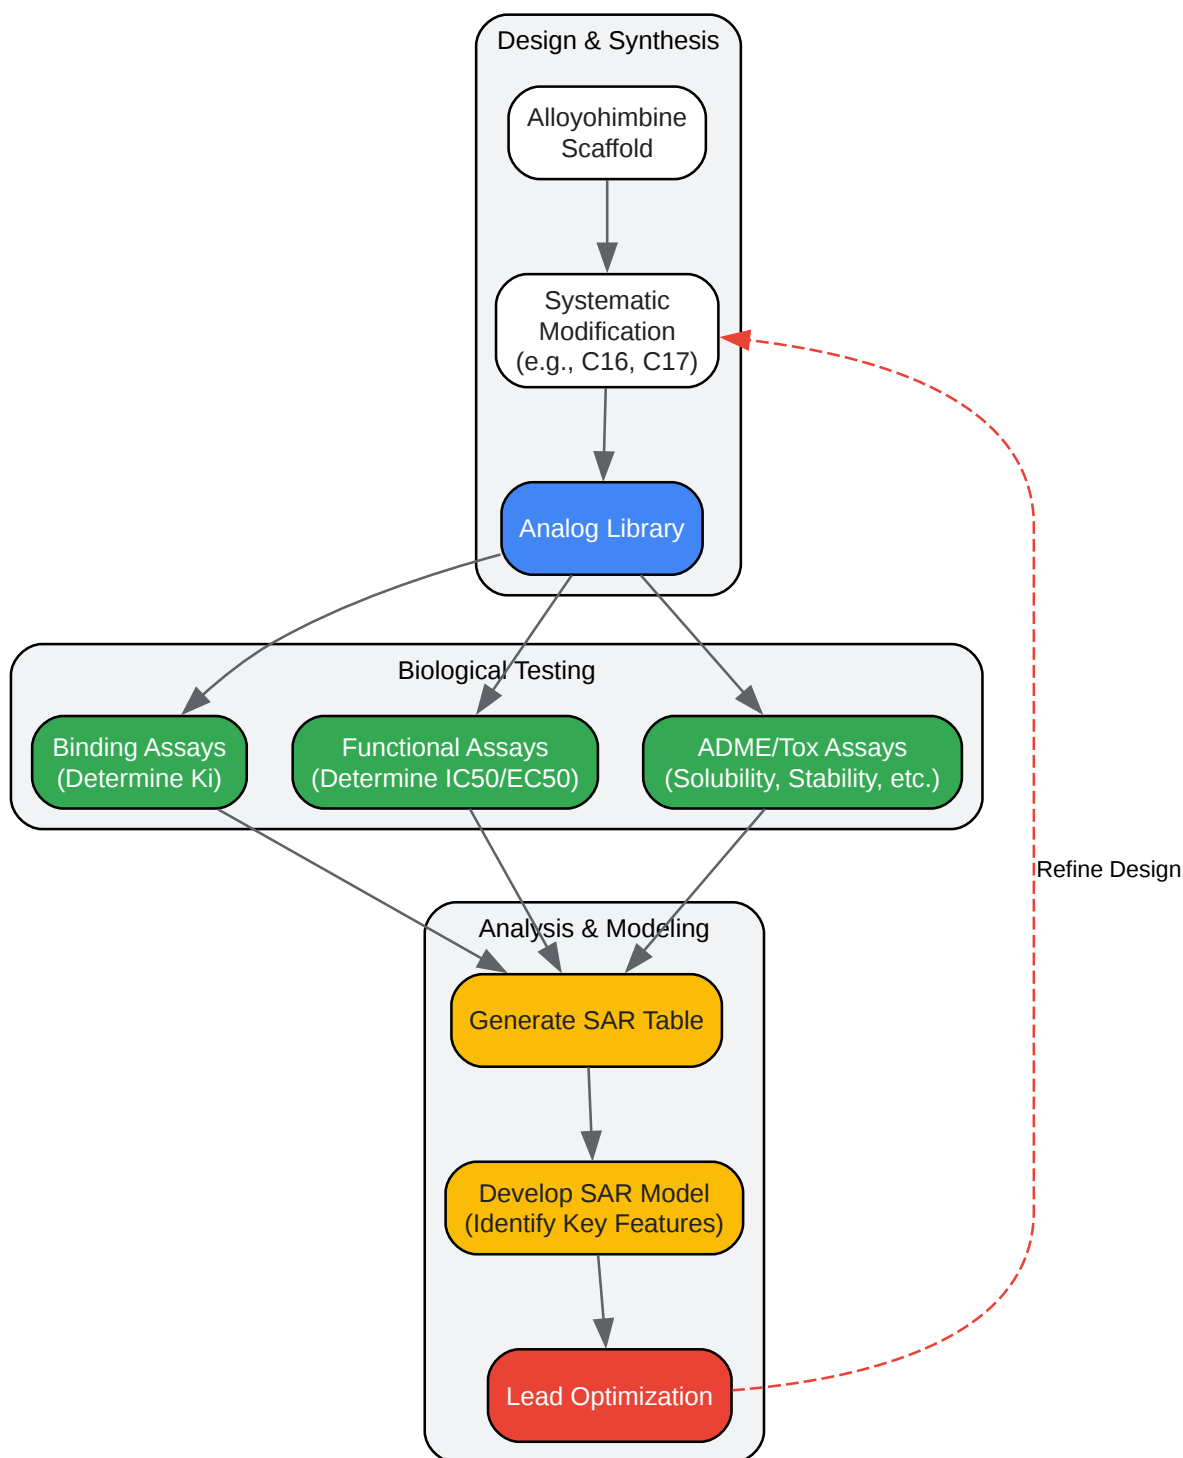 Design & Synthesis
Alloyohimbine
Scaffold
Systematic
Modification
(e.g., C16, C17)
Analog Library
Biological Testing
Binding Assays
(Determine Ki)
Functional Assays
(Determine IC50/EC50)
ADME/Tox Assays
(Solubility, Stability, etc.)
Refine Design
Analysis & Modeling
Generate SAR Table
Develop SAR Model
(Identify Key Features)
Lead Optimization